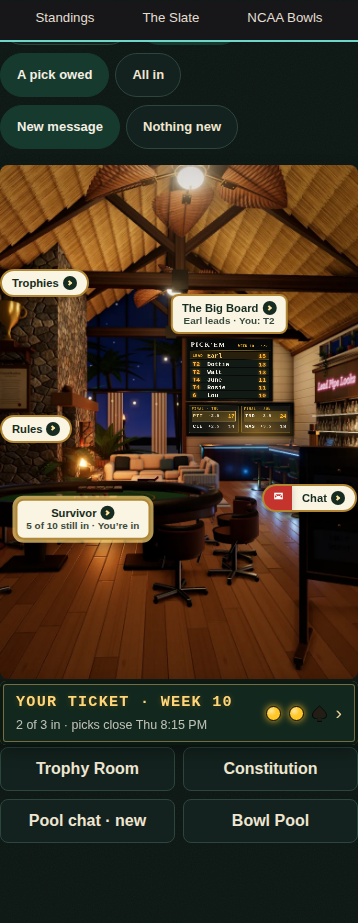 Standings The Slate NCAA Bowls
A pick owed All in
New message Nothing new
Trophies
The Big Board
Earl leads · You: T2
PICK'EM
Earl 15
T2 Dottie 13
T2 Walt 13
T4 June 11
T4 Rosie 11
6 Lou 10
Rules
Chat
Survivor
5 of 10 still in · You're in
YOUR TICKET · WEEK 10
2 of 3 in · picks close Thu 8:15 PM
Trophy Room Constitution
Pool chat · new Bowl Pool